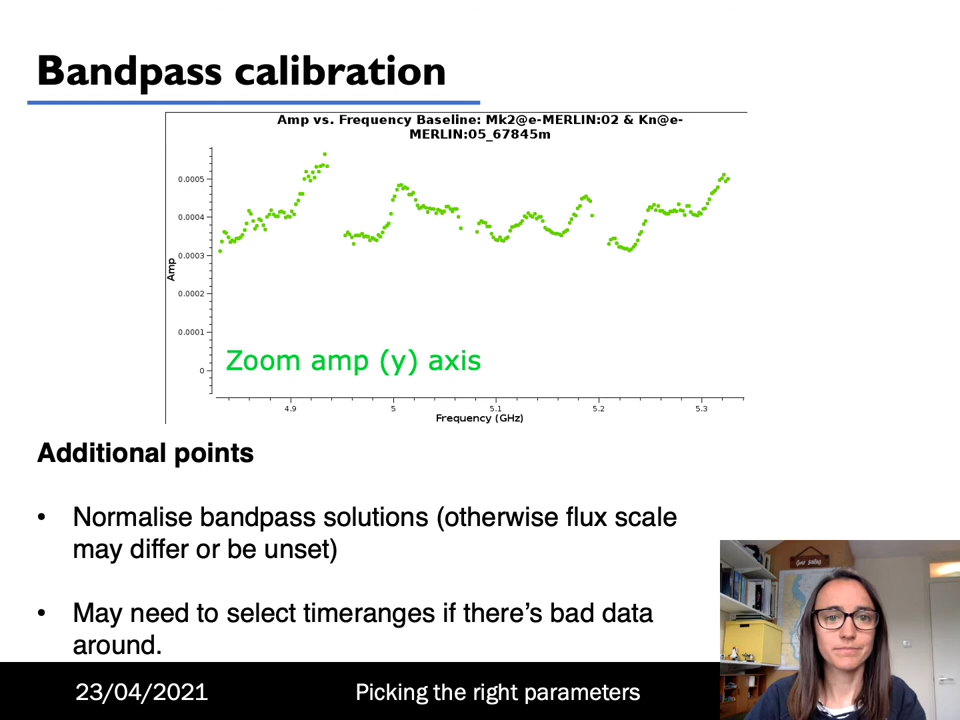 Bandpass calibration
Amp vs. Frequency Baseline: Mk2@e-MERLIN:02 & Kn@e-
MERLIN:05_67845m
0.0005
0.0004
0.0003
0.0002
0.0001
0
Amp
Zoom amp (y) axis
4.9 5 5.1 5.2 5.3
Frequency (GHz)
Additional points
• Normalise bandpass solutions (otherwise flux scale
may differ or be unset)
• May need to select timeranges if there's bad data
around.
23/04/2021 Picking the right parameters